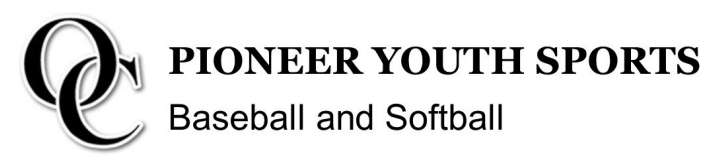 OC
PIONEER YOUTH SPORTS
Baseball and Softball